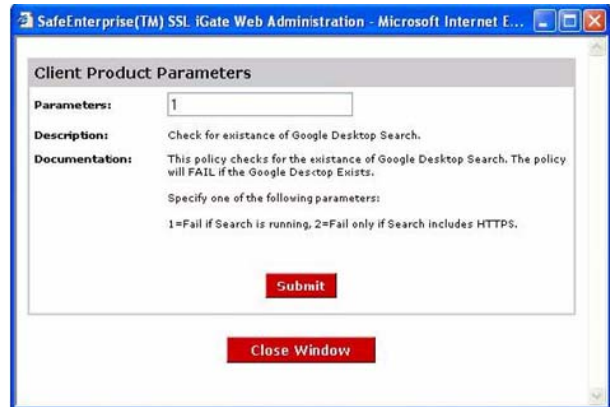 SafeEnterprise(TM) SSL iGate Web Administration - Microsoft Internet E...
Client Product Parameters
Parameters: 1
Description: Check for existance of Google Desktop Search.
Documentation: This policy checks for the existance of Google Desktop Search. The policy
will FAIL if the Google Desctop Exists.
Specify one of the following parameters:
1=Fail if Search is running, 2=Fail only if Search includes HTTPS.
Submit
Close Window